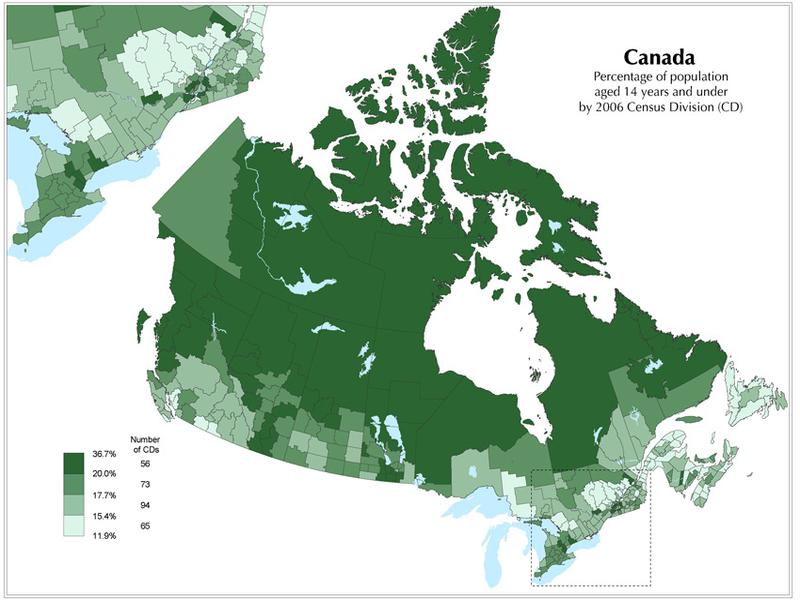 Canada
Percentage of population
aged 14 years and under
by 2006 Census Division (CD)
Number
of CDs
36.7%
56
20.0%
73
17.7%
94
15.4%
65
11.9%